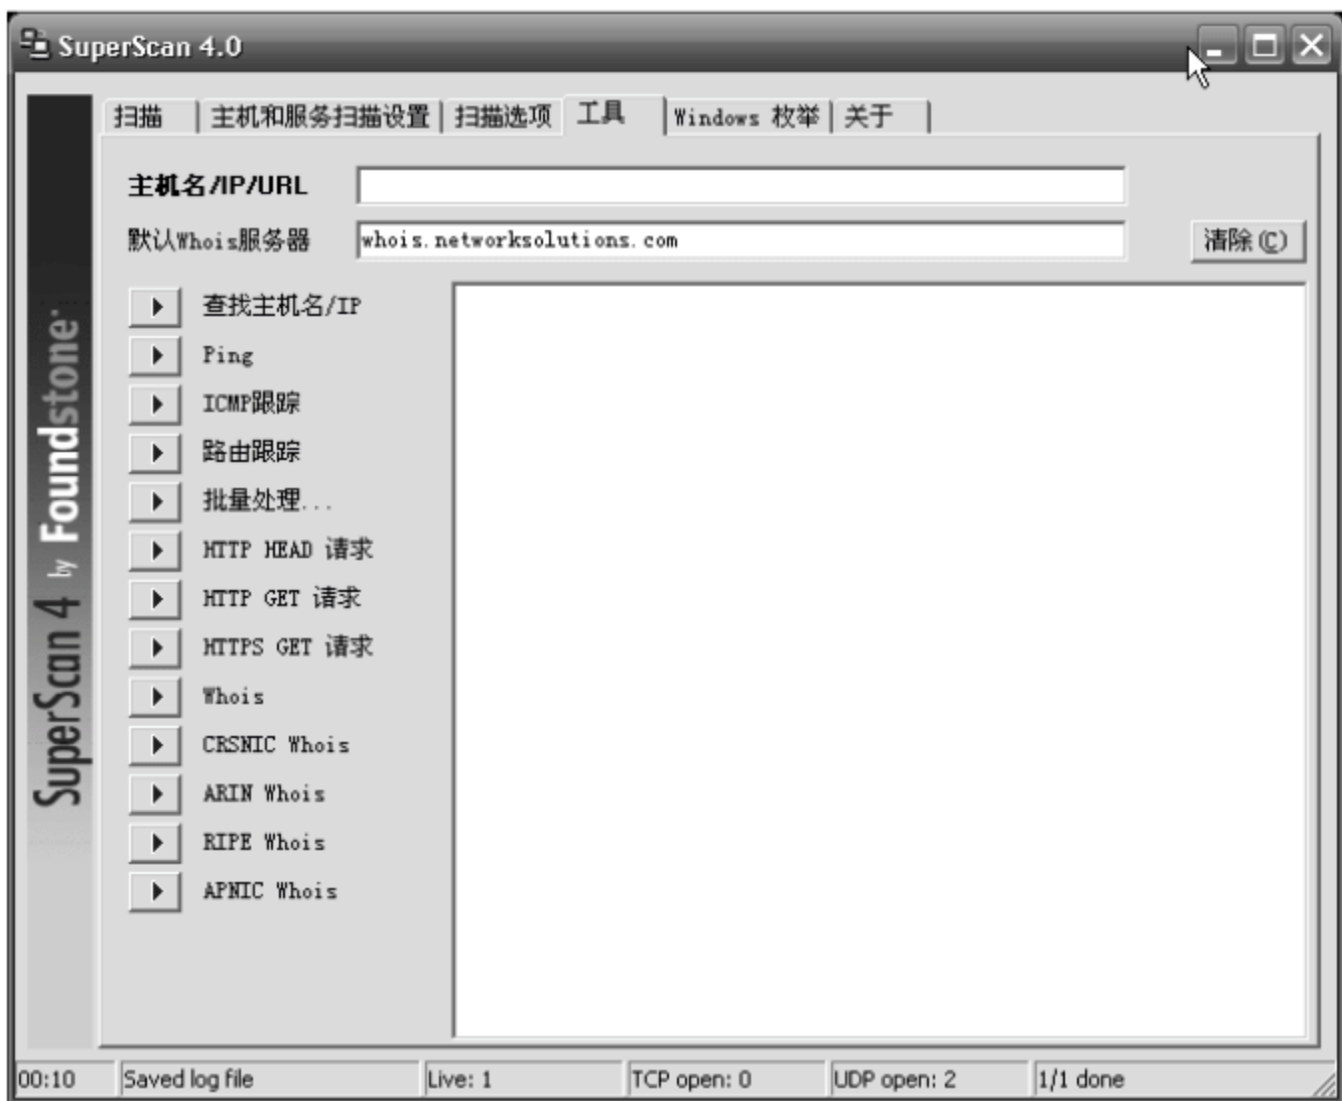 SuperScan 4.0
扫描 主机和服务扫描设置 扫描选项 工具 Windows 枚举 关于
主机名/IP/URL
默认Whois服务器 whois.networksolutions.com 清除(C)
查找主机名/IP
Ping
ICMP跟踪
路由跟踪
批量处理...
HTTP HEAD 请求
HTTP GET 请求
HTTPS GET 请求
Whois
CRSNIC Whois
ARIN Whois
RIPE Whois
APNIC Whois
SuperScan 4 by Foundstone
00:10 Saved log file Live: 1 TCP open: 0 UDP open: 2 1/1 done